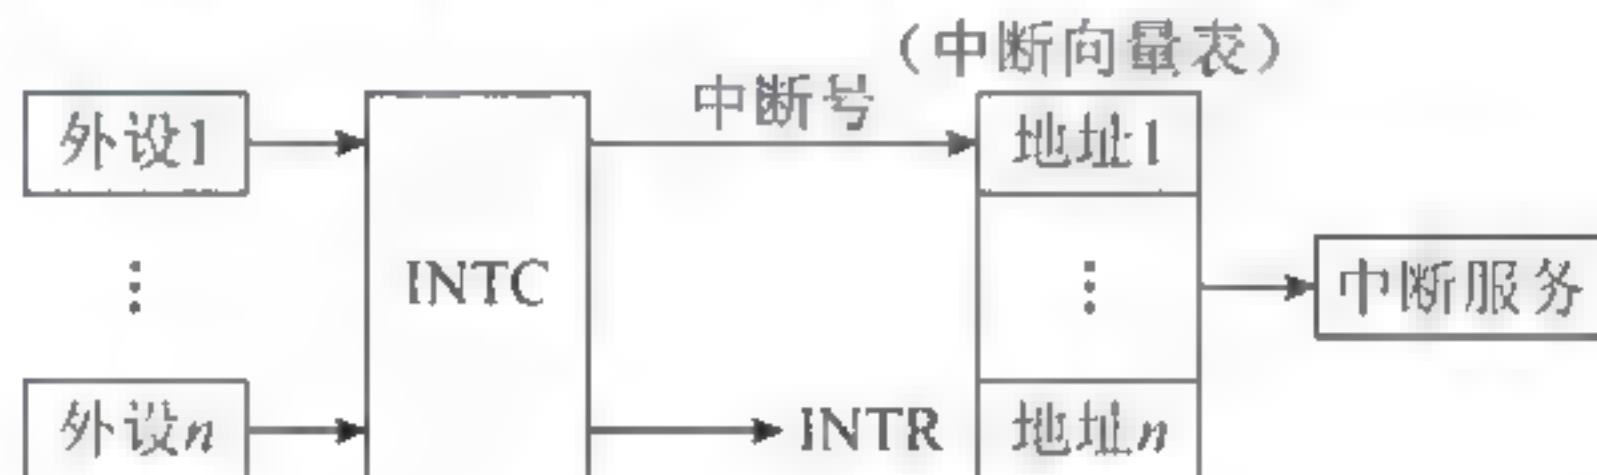 （中断向量表）
中断号
外设1
地址1
⋮
INTC
⋮
中断服务
外设n
INTR
地址n